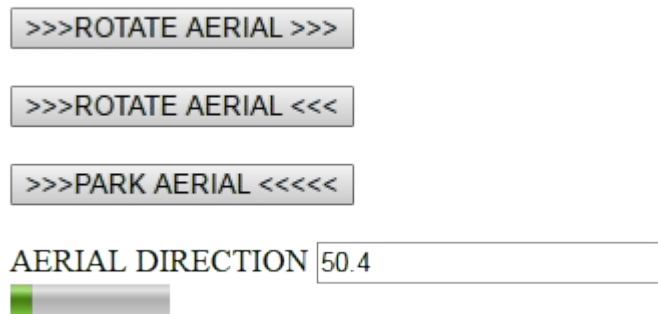 >>>ROTATE AERIAL >>>
>>>ROTATE AERIAL <<<
>>>PARK AERIAL <<<<<
AERIAL DIRECTION 50.4